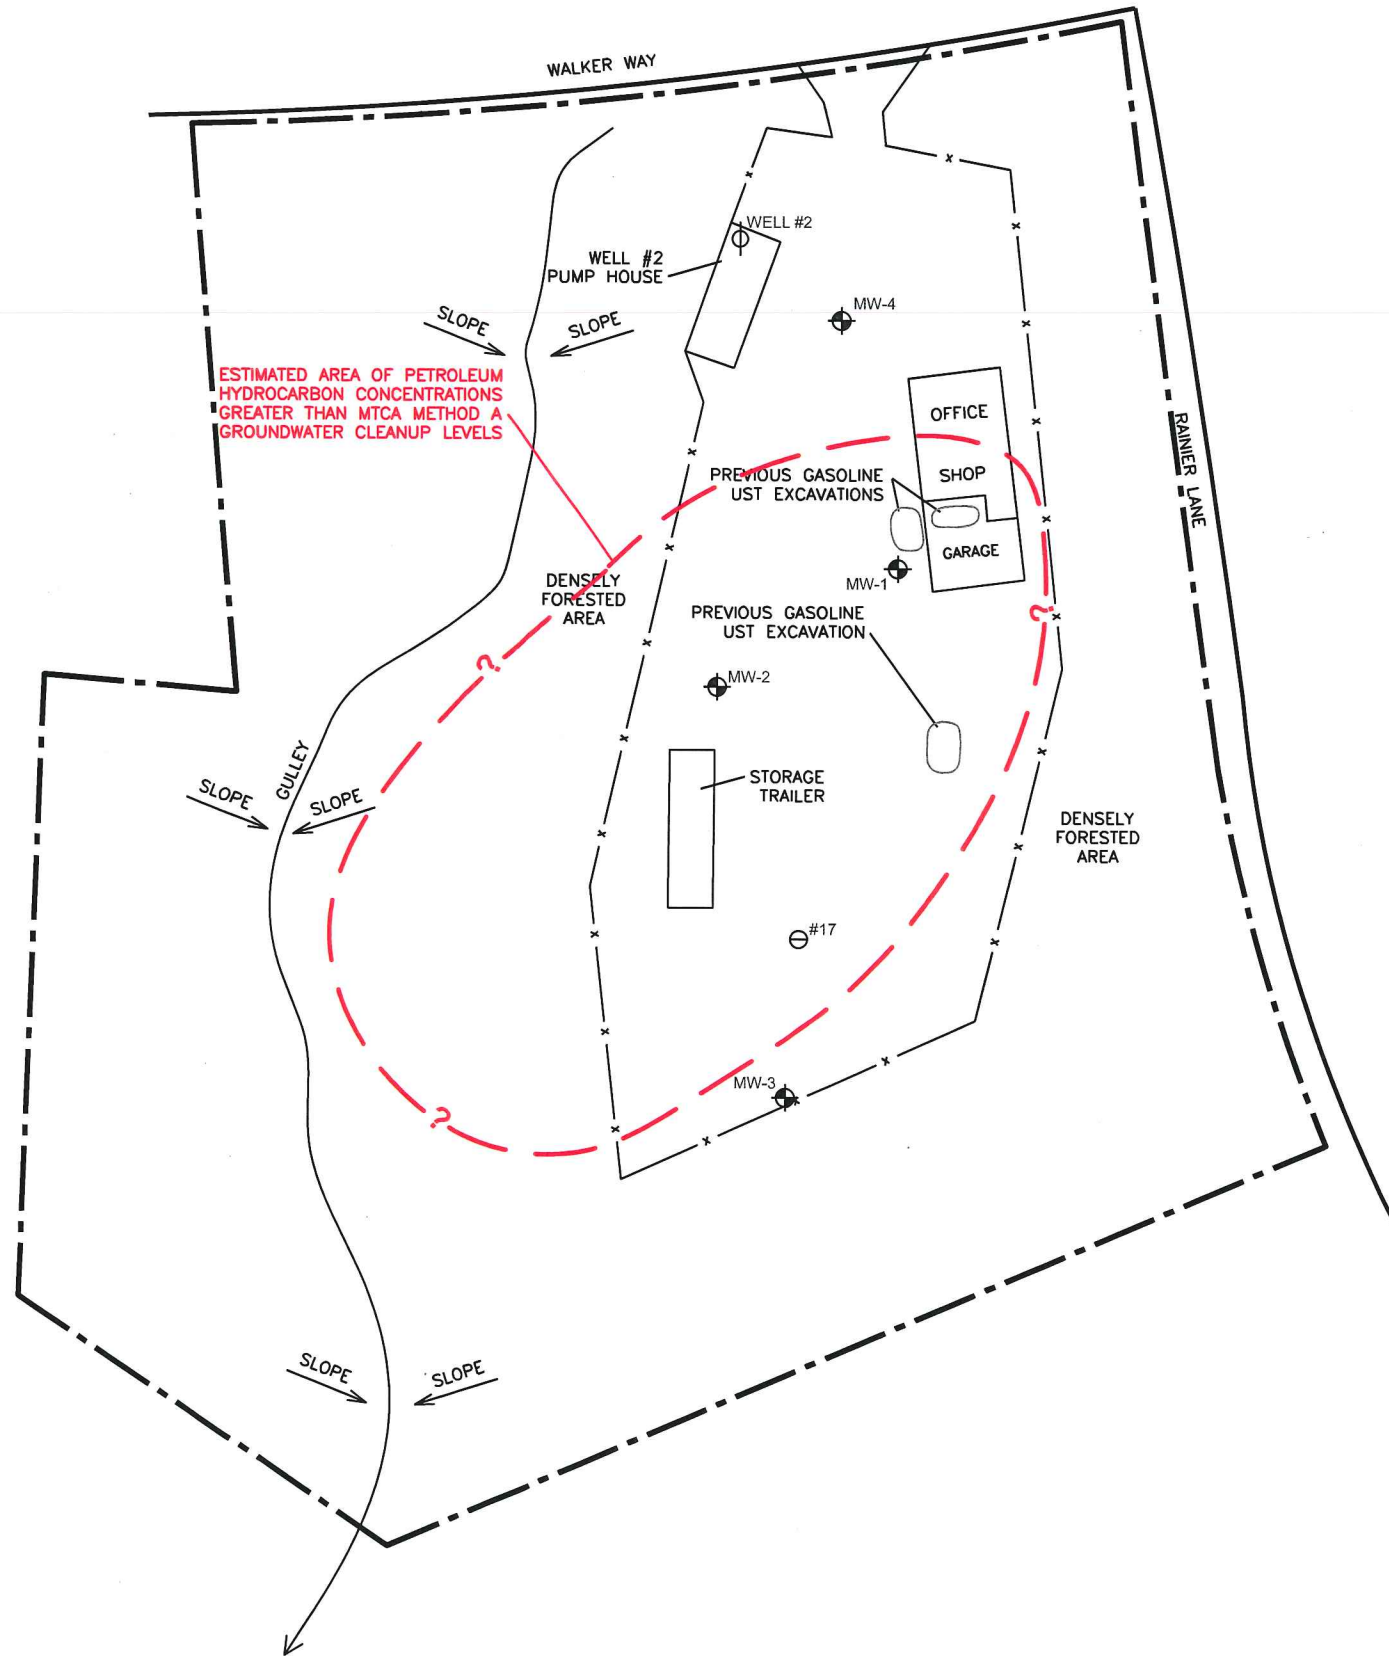 WALKER WAY
WELL #2
WELL #2
PUMP HOUSE
MW-4
SLOPE
SLOPE
ESTIMATED AREA OF PETROLEUM
HYDROCARBON CONCENTRATIONS
GREATER THAN MTCA METHOD A
GROUNDWATER CLEANUP LEVELS
OFFICE
RAINIER LANE
PREVIOUS GASOLINE
UST EXCAVATIONS
SHOP
GARAGE
MW-1
DENSELY
FORESTED
AREA
PREVIOUS GASOLINE
UST EXCAVATION
?
?
MW-2
GULLEY
SLOPE
SLOPE
STORAGE
TRAILER
DENSELY
FORESTED
AREA
#17
MW-3
?
SLOPE
SLOPE